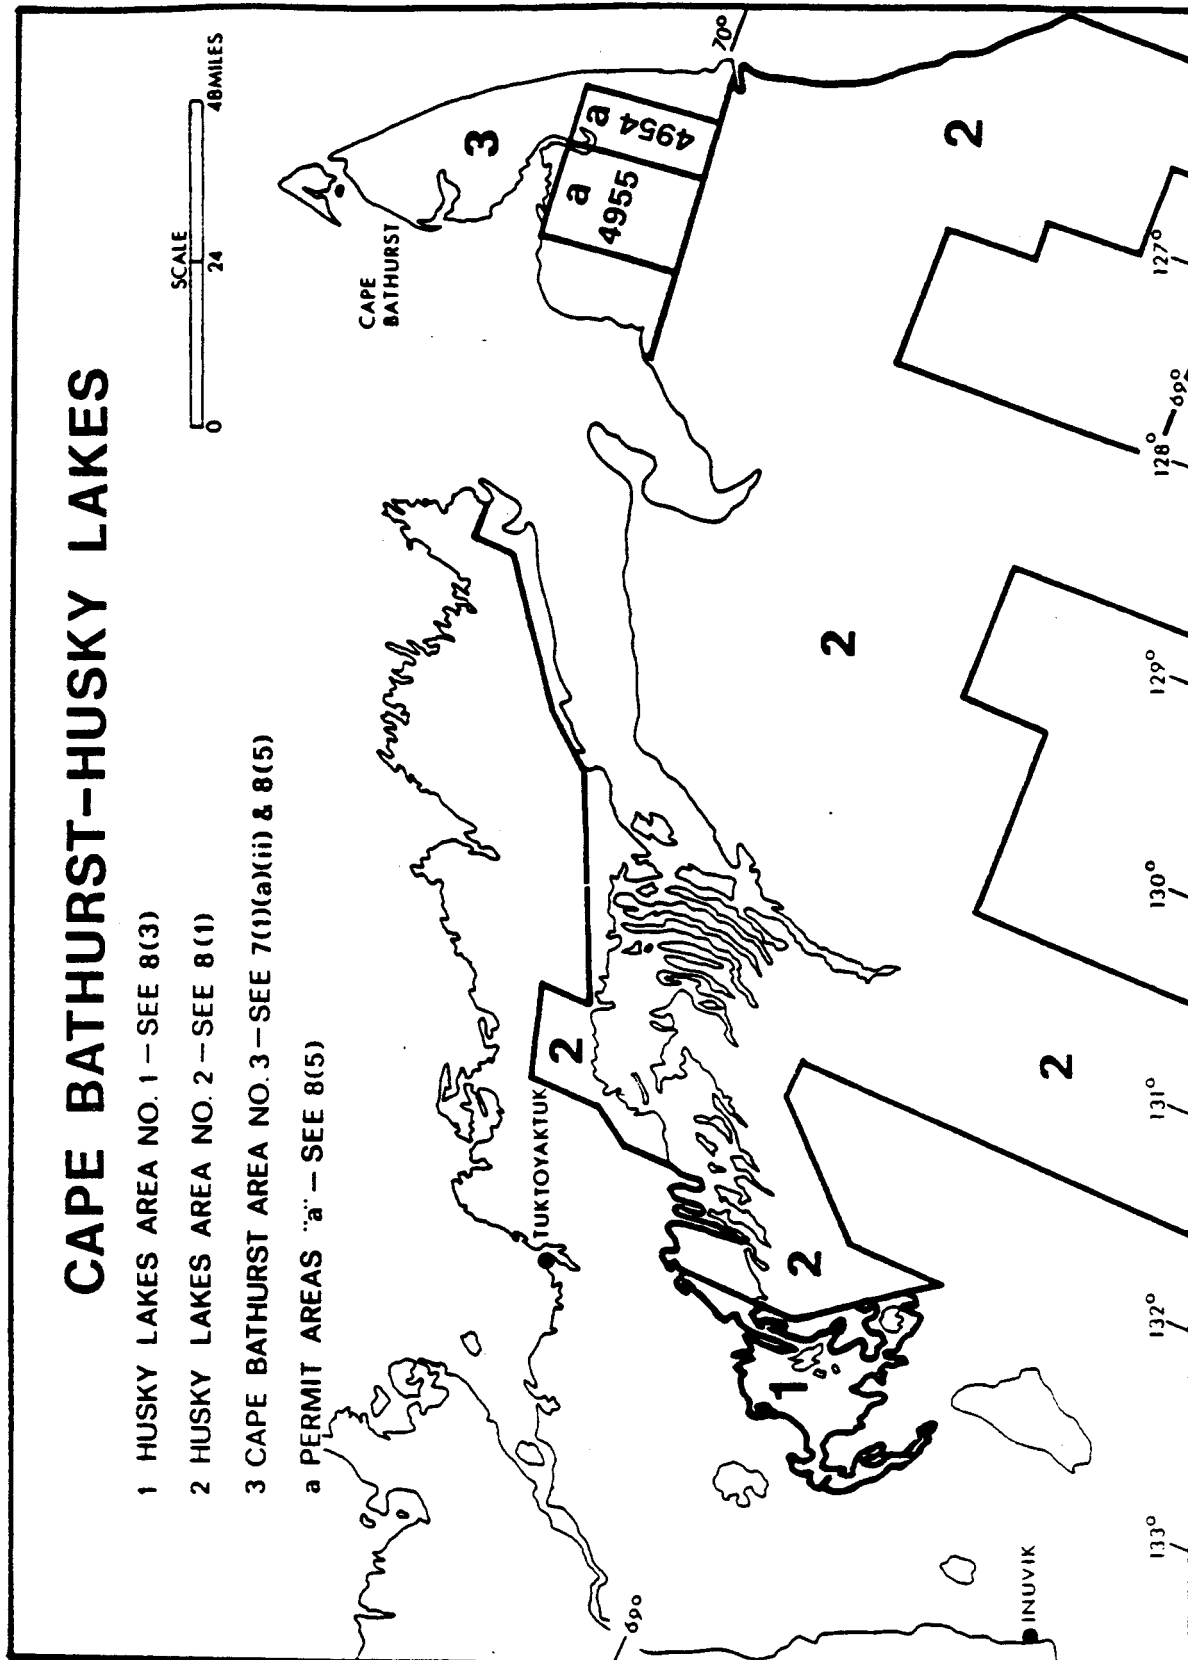 CAPE BATHURST–HUSKY LAKES
1 HUSKY LAKES AREA NO. 1 – SEE 8(3)
2 HUSKY LAKES AREA NO. 2 – SEE 8(1)
3 CAPE BATHURST AREA NO. 3 – SEE 7(1)(a)(ii) & 8(5)
a PERMIT AREAS "a" – SEE 8(5)
SCALE
0 24 48 MILES
CAPE
BATHURST
3
a
4955
a
4954
70°
2
TUKTOYAKTUK
2
2
2
2
1
69°
INUVIK
133°
132°
131°
130°
129°
128°
69°
127°